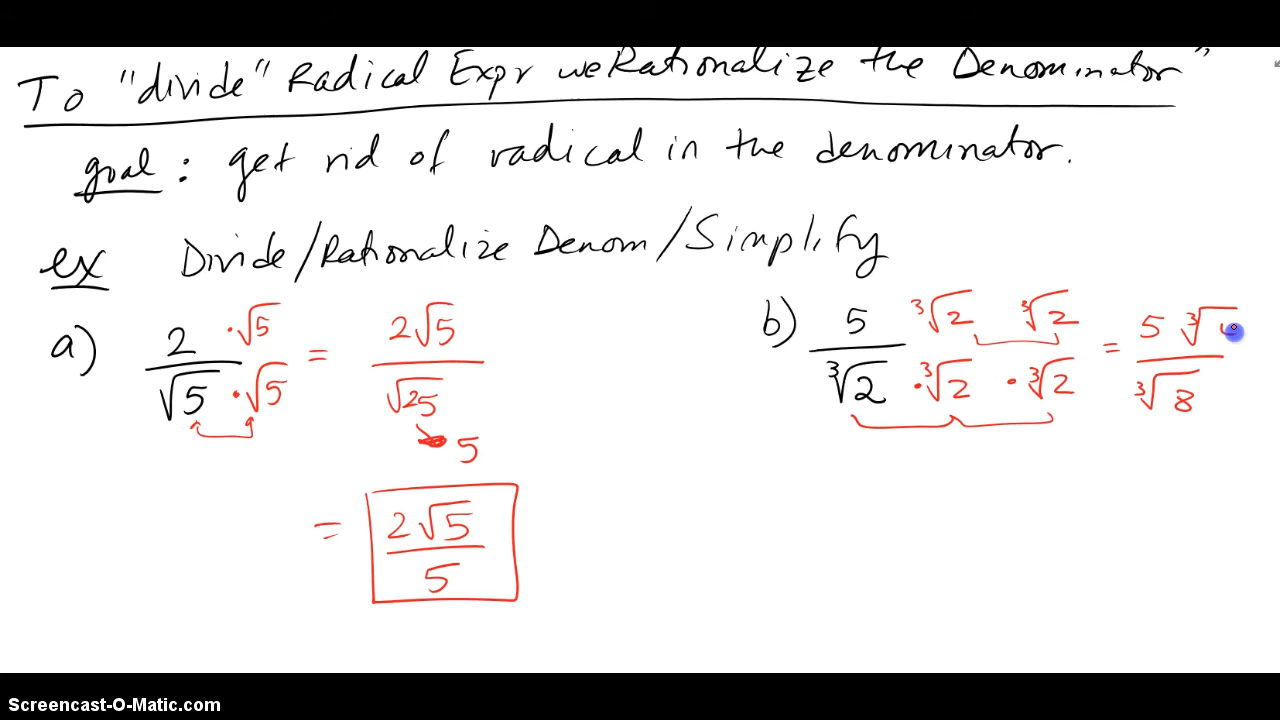 To "divide" Radical Expr we Rationalize the Denominator"
goal: get rid of radical in the denominator.
ex Divide/Rationalize Denom/Simplify
a) 2 · √5 / √5 · √5 = 2√5 / √25
5
= 2√5 / 5
b) 5 ∛2 ∛2 / ∛2 · ∛2 · ∛2 = 5 ∛ / ∛8
Screencast-O-Matic.com